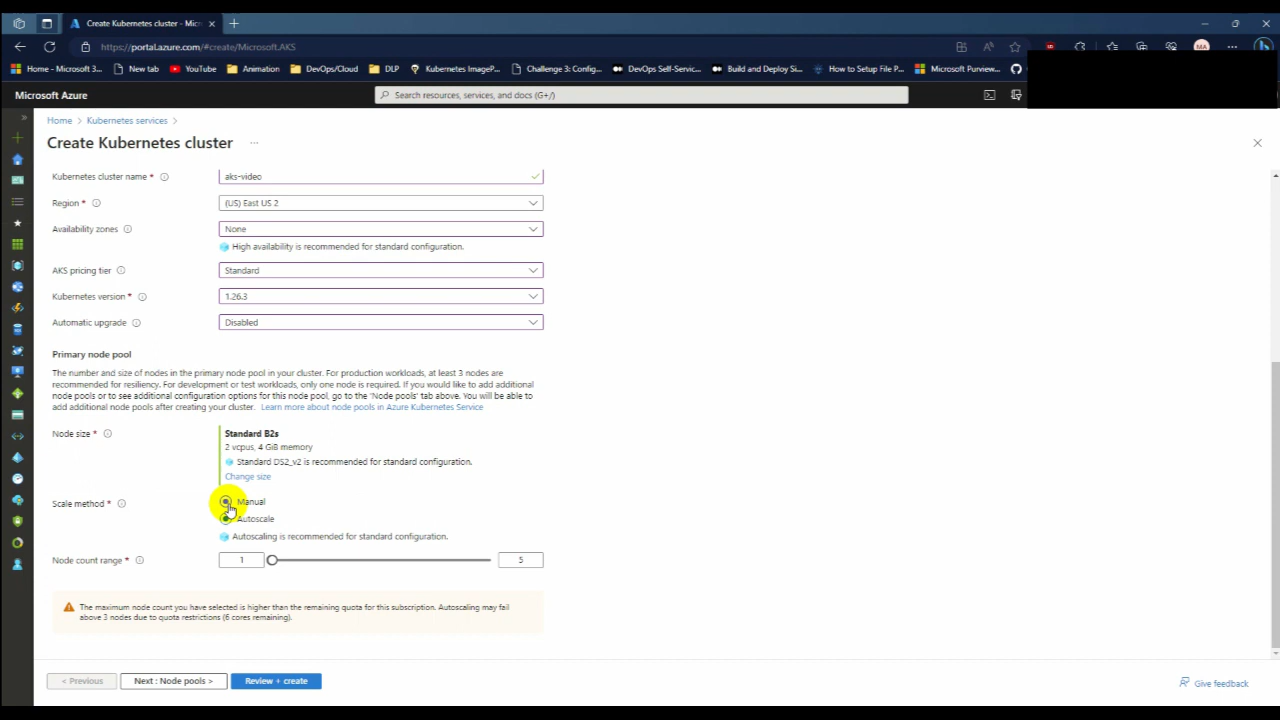 Create Kubernetes cluster - Mic
https://portal.azure.com/#create/Microsoft.AKS
MA
Home - Microsoft 3...
New tab
YouTube
Animation
DevOps/Cloud
DLP
Kubernetes ImageP...
Challenge 3: Config...
DevOps Self-Servic...
Build and Deploy Si...
How to Setup File P...
Microsoft Purview...
Microsoft Azure
Search resources, services, and docs (G+/)
Home > Kubernetes services >
Create Kubernetes cluster ...
Kubernetes cluster name *
aks-video
Region *
(US) East US 2
Availability zones
None
High availability is recommended for standard configuration.
AKS pricing tier
Standard
Kubernetes version *
1.26.3
Automatic upgrade
Disabled
Primary node pool
The number and size of nodes in the primary node pool in your cluster. For production workloads, at least 3 nodes are
recommended for resiliency. For development or test workloads, only one node is required. If you would like to add additional
node pools or to see additional configuration options for this node pool, go to the 'Node pools' tab above. You will be able to
add additional node pools after creating your cluster. Learn more about node pools in Azure Kubernetes Service
Node size *
Standard B2s
2 vcpus, 4 GiB memory
Standard DS2_v2 is recommended for standard configuration.
Change size
Scale method *
Manual
Autoscale
Autoscaling is recommended for standard configuration.
Node count range *
1
5
The maximum node count you have selected is higher than the remaining quota for this subscription. Autoscaling may fail
above 3 nodes due to quota restrictions (6 cores remaining).
< Previous
Next : Node pools >
Review + create
Give feedback